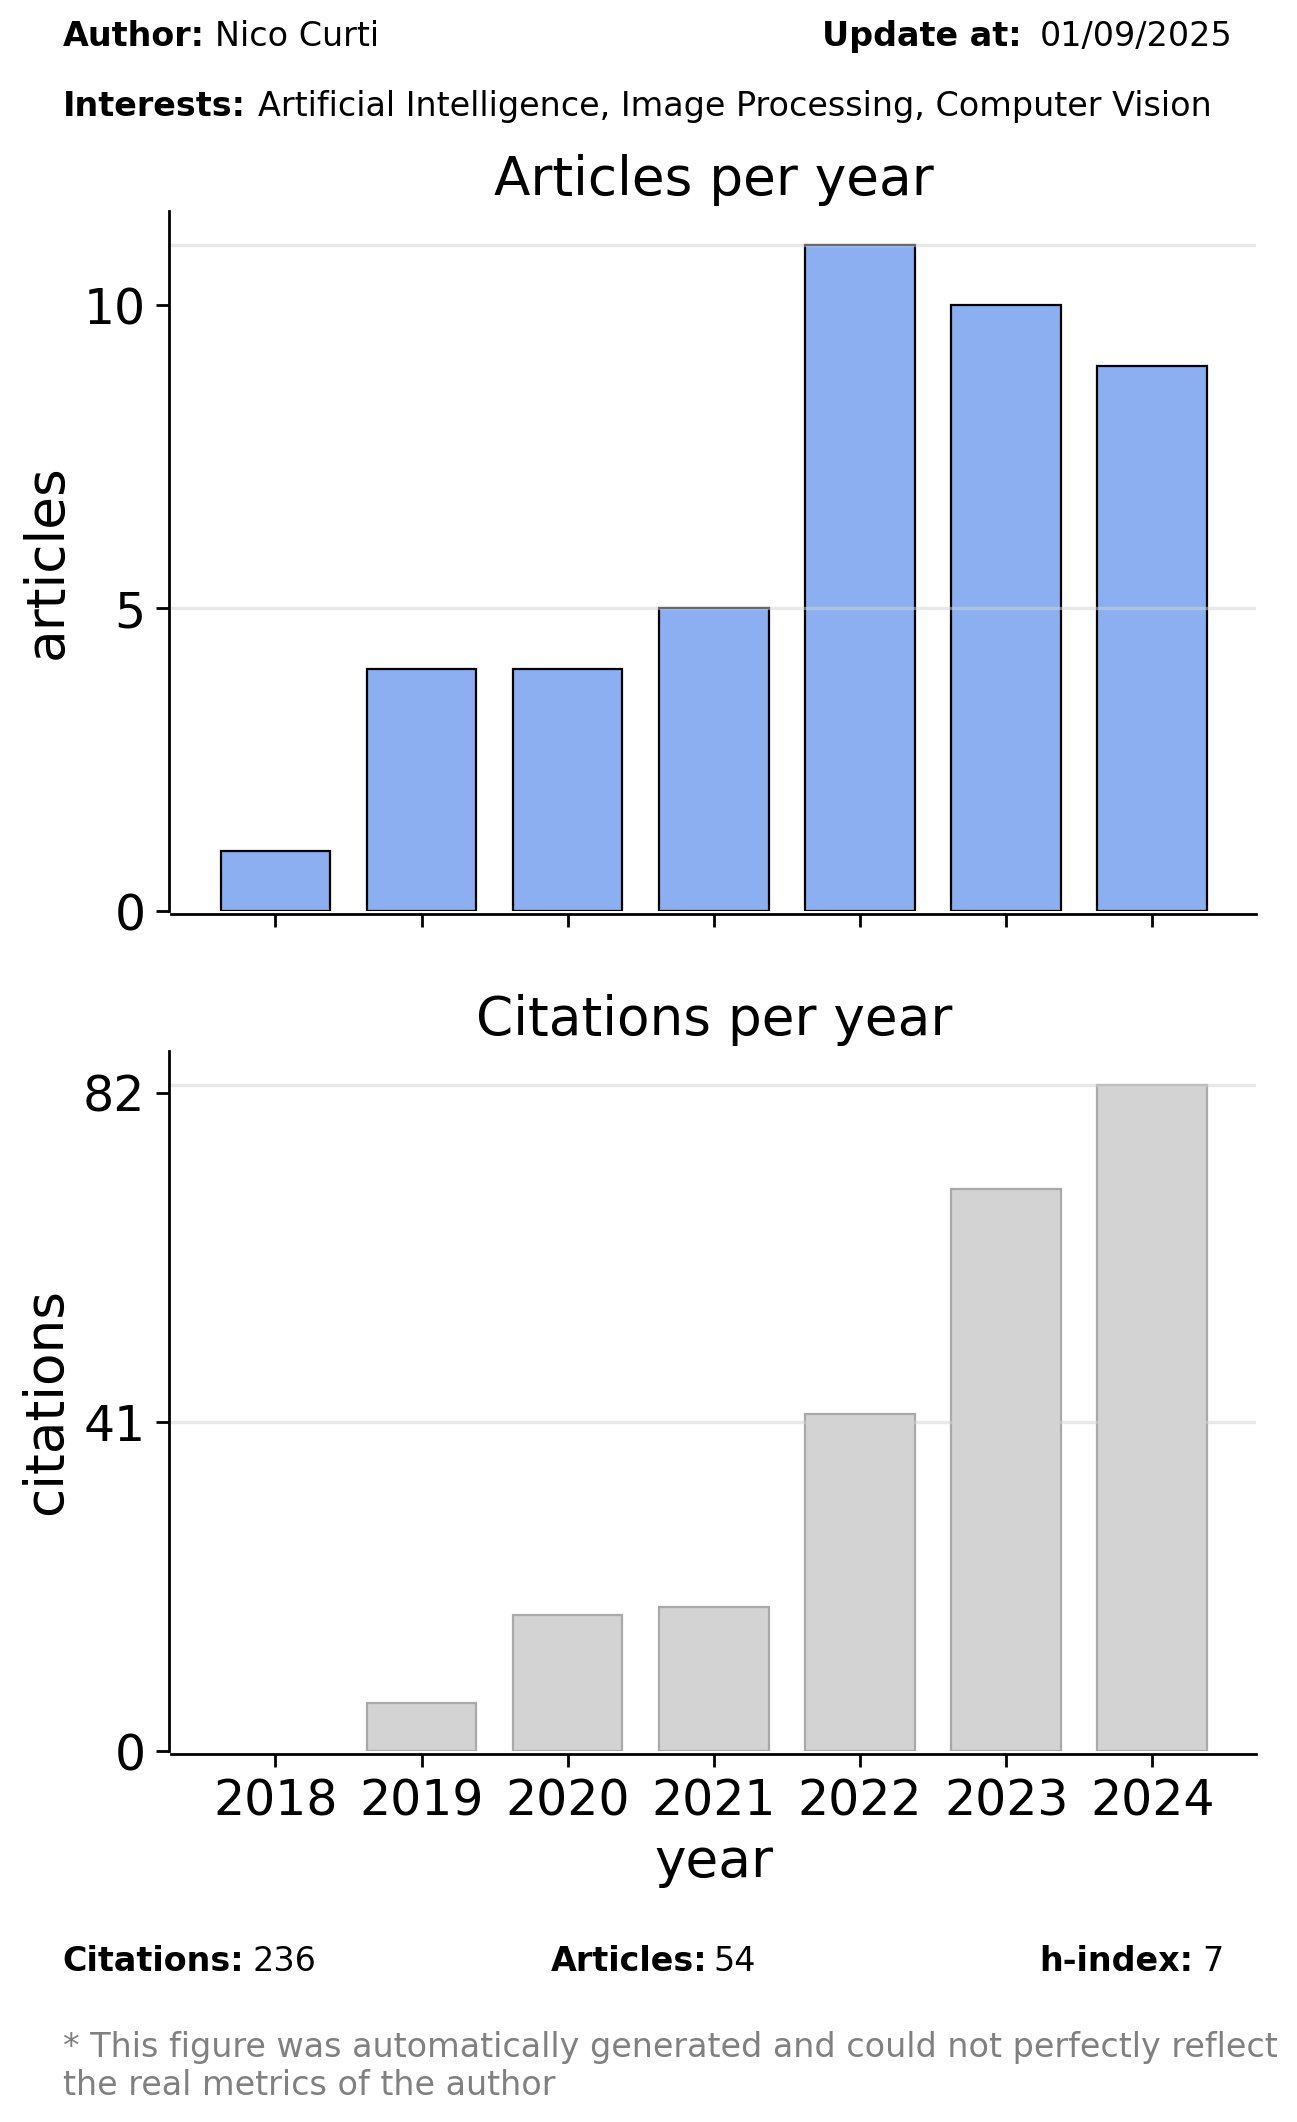 Author: Nico Curti Update at: 01/09/2025
Interests: Artificial Intelligence, Image Processing, Computer Vision
Articles per year
10
5
0
articles
Citations per year
82
41
0
citations
2018 2019 2020 2021 2022 2023 2024
year
Citations: 236 Articles: 54 h-index: 7
* This figure was automatically generated and could not perfectly reflect
the real metrics of the author